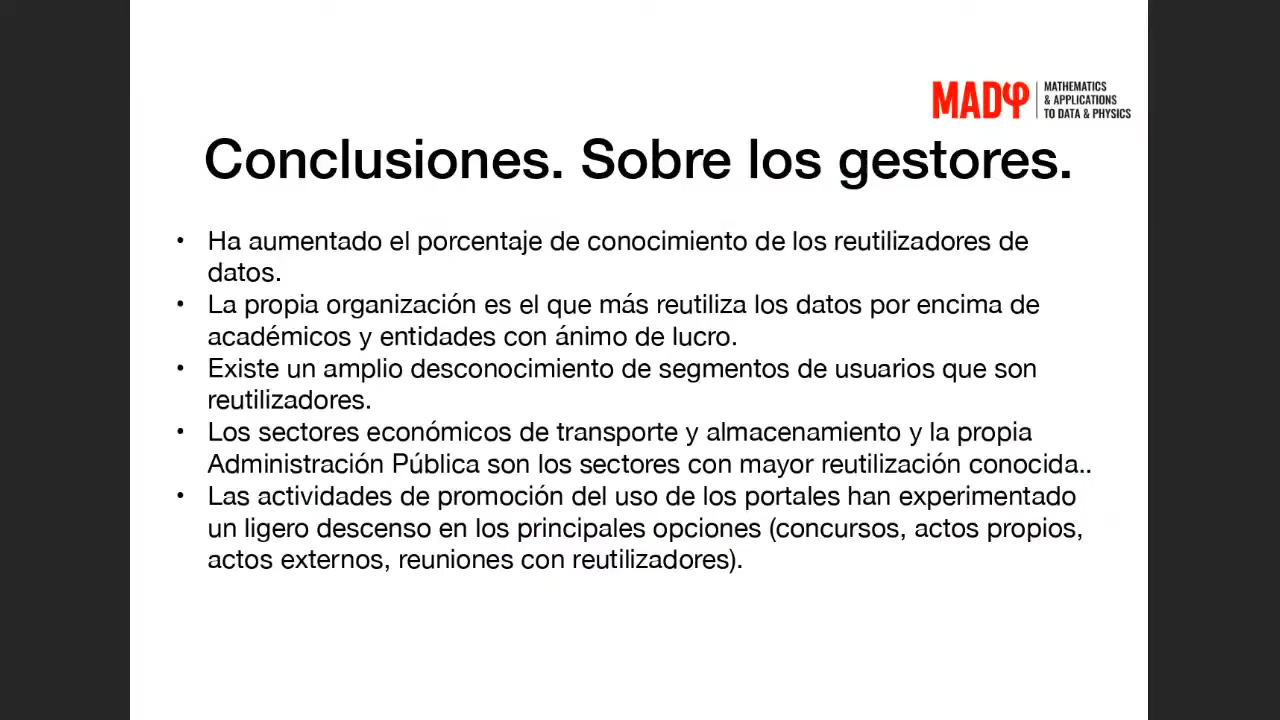 MADφ
MATHEMATICS
& APPLICATIONS
TO DATA & PHYSICS
Conclusiones. Sobre los gestores.
• Ha aumentado el porcentaje de conocimiento de los reutilizadores de
datos.
• La propia organización es el que más reutiliza los datos por encima de
académicos y entidades con ánimo de lucro.
• Existe un amplio desconocimiento de segmentos de usuarios que son
reutilizadores.
• Los sectores económicos de transporte y almacenamiento y la propia
Administración Pública son los sectores con mayor reutilización conocida..
• Las actividades de promoción del uso de los portales han experimentado
un ligero descenso en los principales opciones (concursos, actos propios,
actos externos, reuniones con reutilizadores).